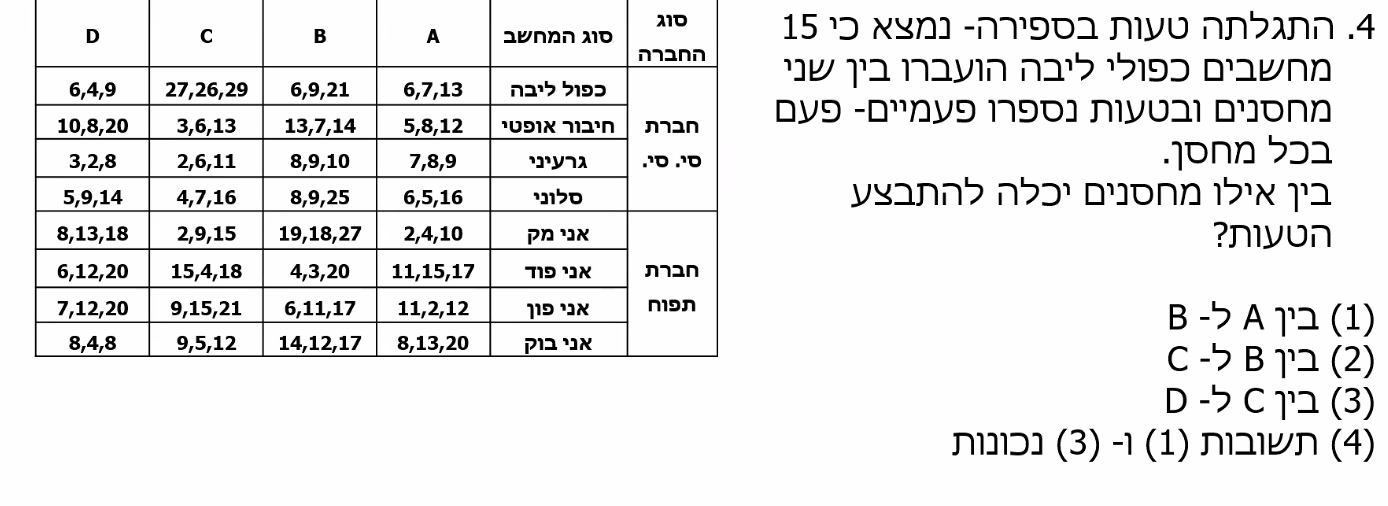 4. התגלתה טעות בספירה- נמצא כי 15
מחשבים כפולי ליבה הועברו בין שני
מחסנים ובטעות נספרו פעמיים- פעם
בכל מחסן.
בין אילו מחסנים יכלה להתבצע
הטעות?
(1) בין A ל- B
(2) בין B ל- C
(3) בין C ל- D
(4) תשובות (1) ו- (3) נכונות
סוג החברה סוג המחשב A B C D
חברת סי. סי. כפול ליבה 6,7,13 6,9,21 27,26,29 6,4,9
חיבור אופטי 5,8,12 13,7,14 3,6,13 10,8,20
גרעיני 7,8,9 8,9,10 2,6,11 3,2,8
סלוני 6,5,16 8,9,25 4,7,16 5,9,14
חברת תפוח אני מק 2,4,10 19,18,27 2,9,15 8,13,18
אני פוד 11,15,17 4,3,20 15,4,18 6,12,20
אני פון 11,2,12 6,11,17 9,15,21 7,12,20
אני בוק 8,13,20 14,12,17 9,5,12 8,4,8